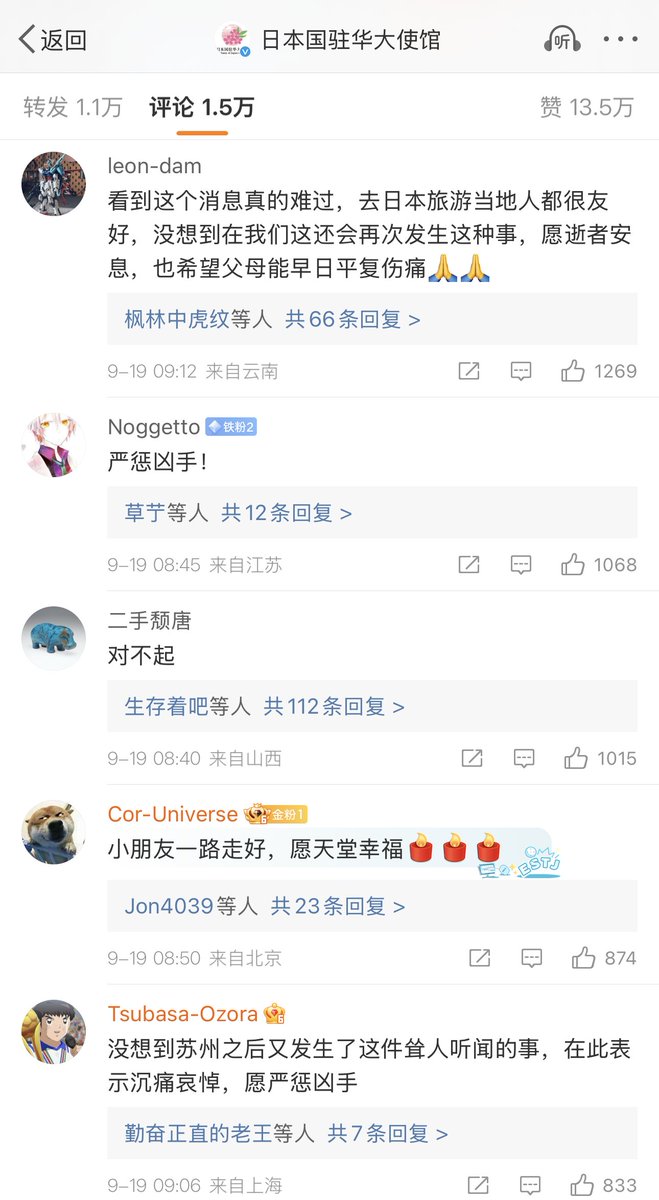 返回
日本国驻华大使馆
听
转发 1.1万
评论 1.5万
赞 13.5万
leon-dam
看到这个消息真的难过，去日本旅游当地人都很友
好，没想到在我们这还会再次发生这种事，愿逝者安
息，也希望父母能早日平复伤痛🙏🙏
枫林中虎纹等人 共66条回复 >
9-19 09:12 来自云南
1269
Noggetto 铁粉2
严惩凶手！
草艼等人 共12条回复 >
9-19 08:45 来自江苏
1068
二手颓唐
对不起
生存着吧等人 共112条回复 >
9-19 08:40 来自山西
1015
Cor-Universe 金粉1
小朋友一路走好，愿天堂幸福🕯️🕯️🕯️
ESTJ
Jon4039等人 共23条回复 >
9-19 08:50 来自北京
874
Tsubasa-Ozora
没想到苏州之后又发生了这件耸人听闻的事，在此表
示沉痛哀悼，愿严惩凶手
勤奋正直的老王等人 共7条回复 >
9-19 09:06 来自上海
833